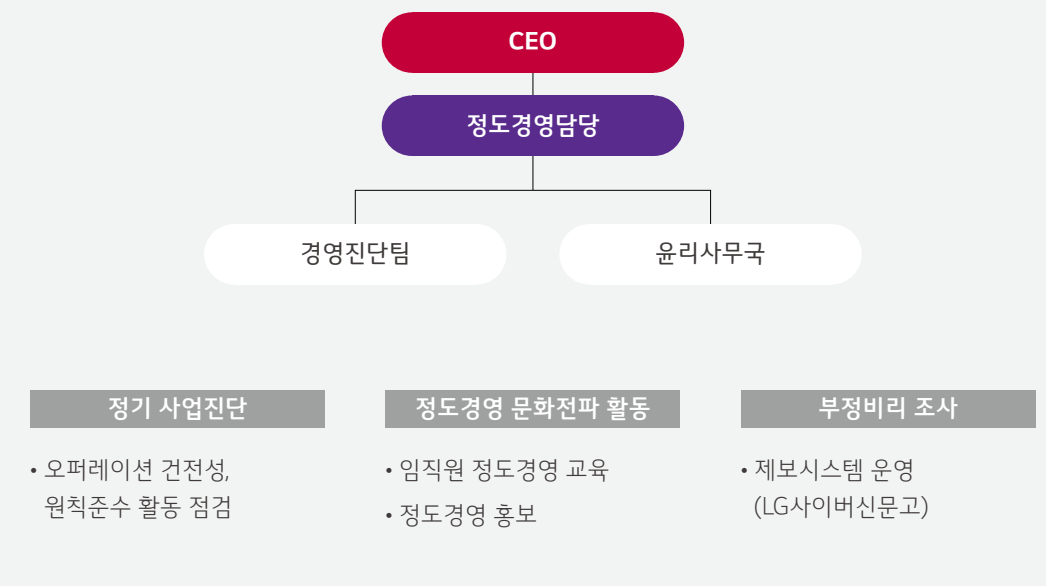 CEO
정도경영담당
경영진단팀
윤리사무국
정기 사업진단
• 오퍼레이션 건전성,
원칙준수 활동 점검
정도경영 문화전파 활동
• 임직원 정도경영 교육
• 정도경영 홍보
부정비리 조사
• 제보시스템 운영
(LG사이버신문고)